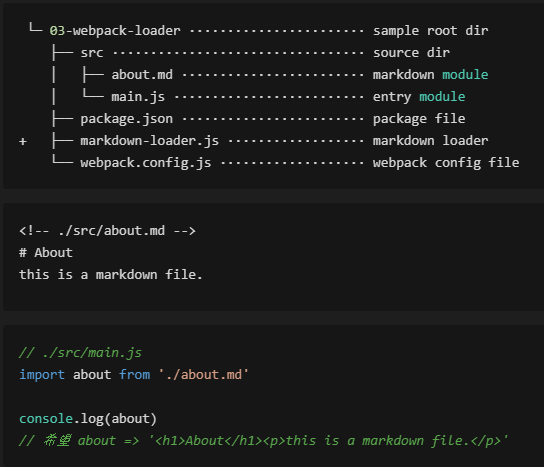 └─ 03-webpack-loader ······················· sample root dir
├── src ································· source dir
│ ├── about.md ························ markdown module
│ └── main.js ························· entry module
├── package.json ························ package file
+ ├── markdown-loader.js ·················· markdown loader
└── webpack.config.js ··················· webpack config file
<!-- ./src/about.md -->
# About
this is a markdown file.
// ./src/main.js
import about from './about.md'
console.log(about)
// 希望 about => '<h1>About</h1><p>this is a markdown file.</p>'